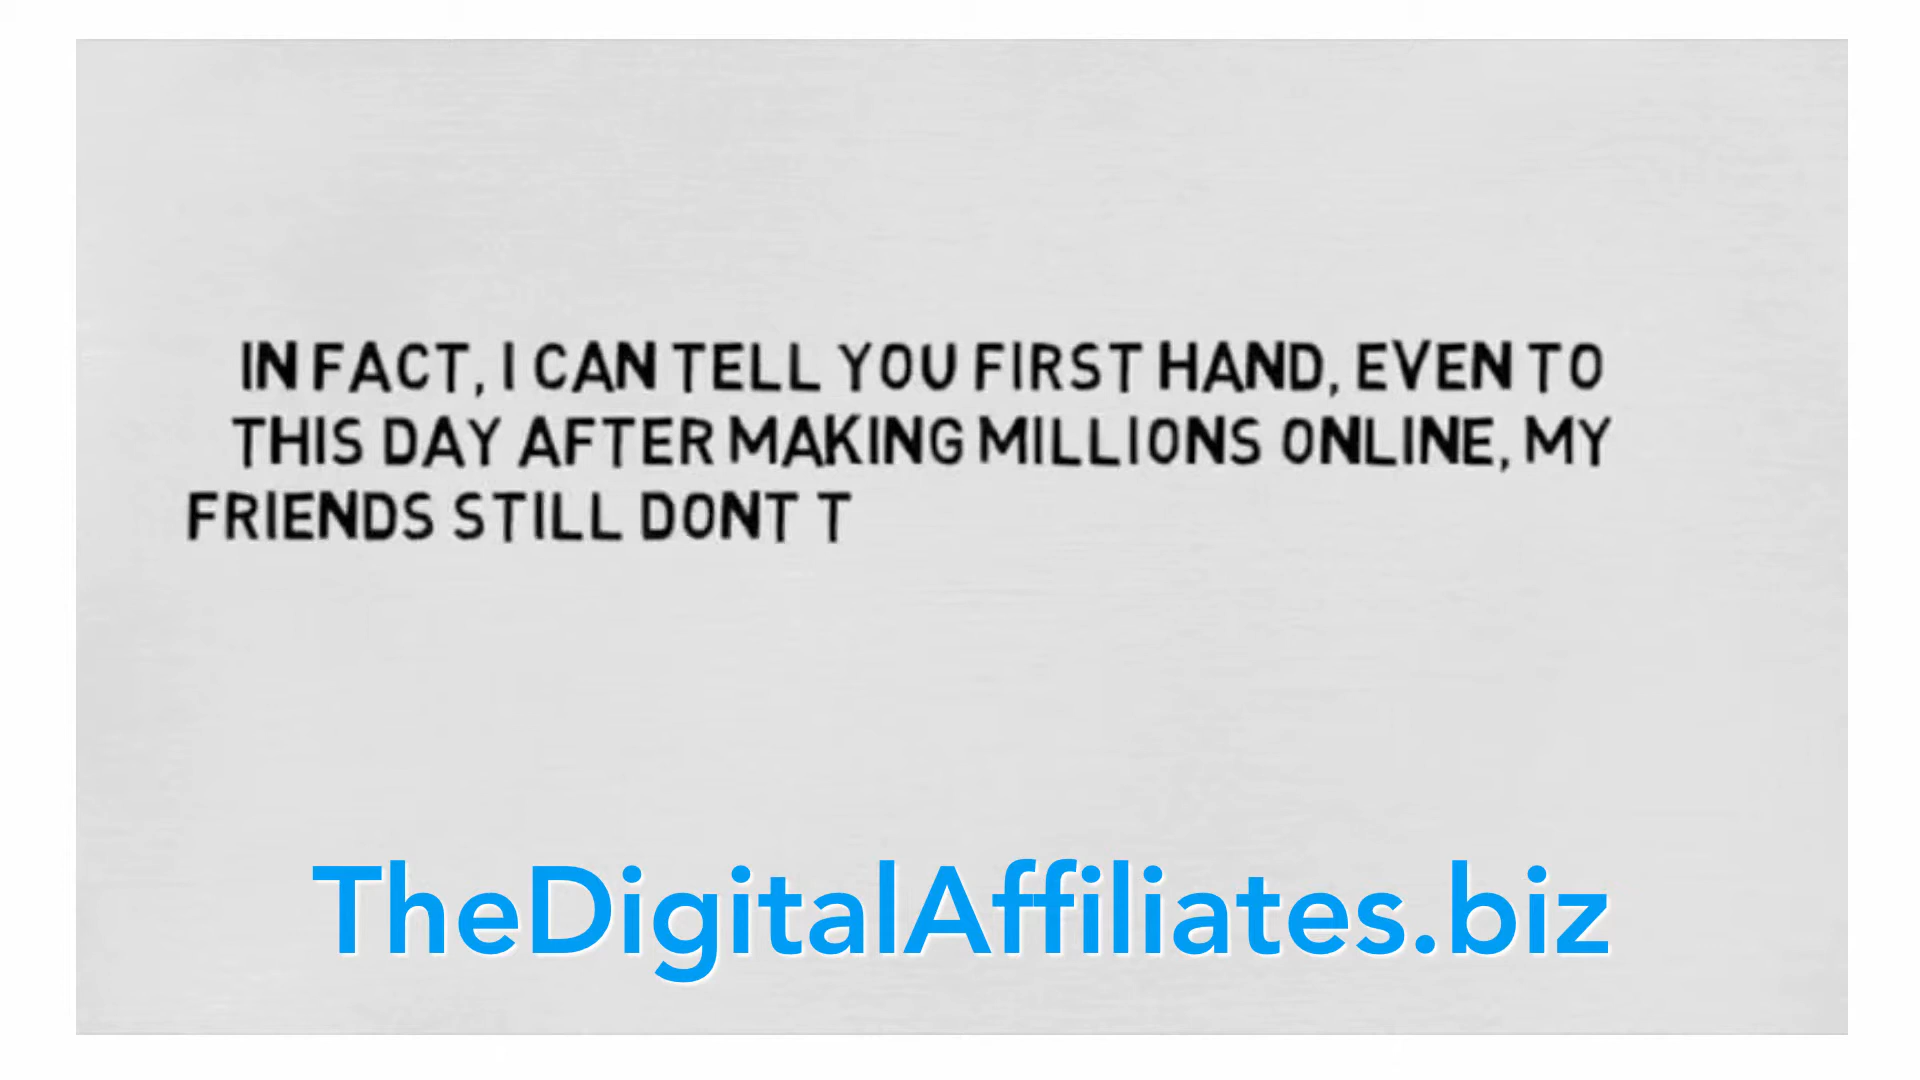 IN FACT, I CAN TELL YOU FIRST HAND, EVEN TO
THIS DAY AFTER MAKING MILLIONS ONLINE, MY
FRIENDS STILL DONT T
TheDigitalAffiliates.biz